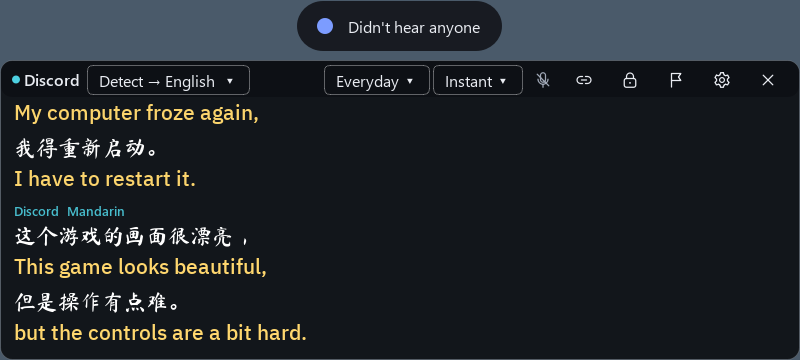 Didn't hear anyone
Discord Detect → English ▾ Everyday ▾ Instant ▾
My computer froze again,
我得重新启动。
I have to restart it.
Discord Mandarin
这个游戏的画面很漂亮，
This game looks beautiful,
但是操作有点难。
but the controls are a bit hard.